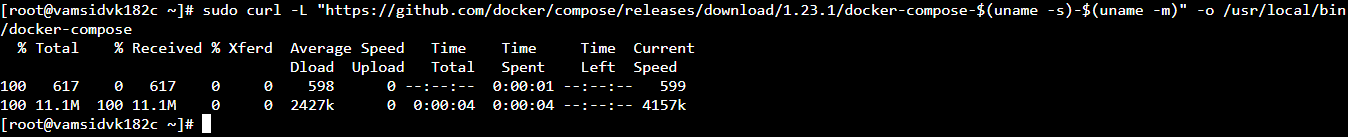 [root@vamsidvk182c ~]# sudo curl -L "https://github.com/docker/compose/releases/download/1.23.1/docker-compose-$(uname -s)-$(uname -m)" -o /usr/local/bin
/docker-compose
  % Total    % Received % Xferd  Average Speed   Time    Time     Time  Current
                                 Dload  Upload   Total   Spent    Left  Speed
100   617    0   617    0     0    598      0 --:--:--  0:00:01 --:--:--   599
100 11.1M  100 11.1M    0     0  2427k      0  0:00:04  0:00:04 --:--:-- 4157k
[root@vamsidvk182c ~]#